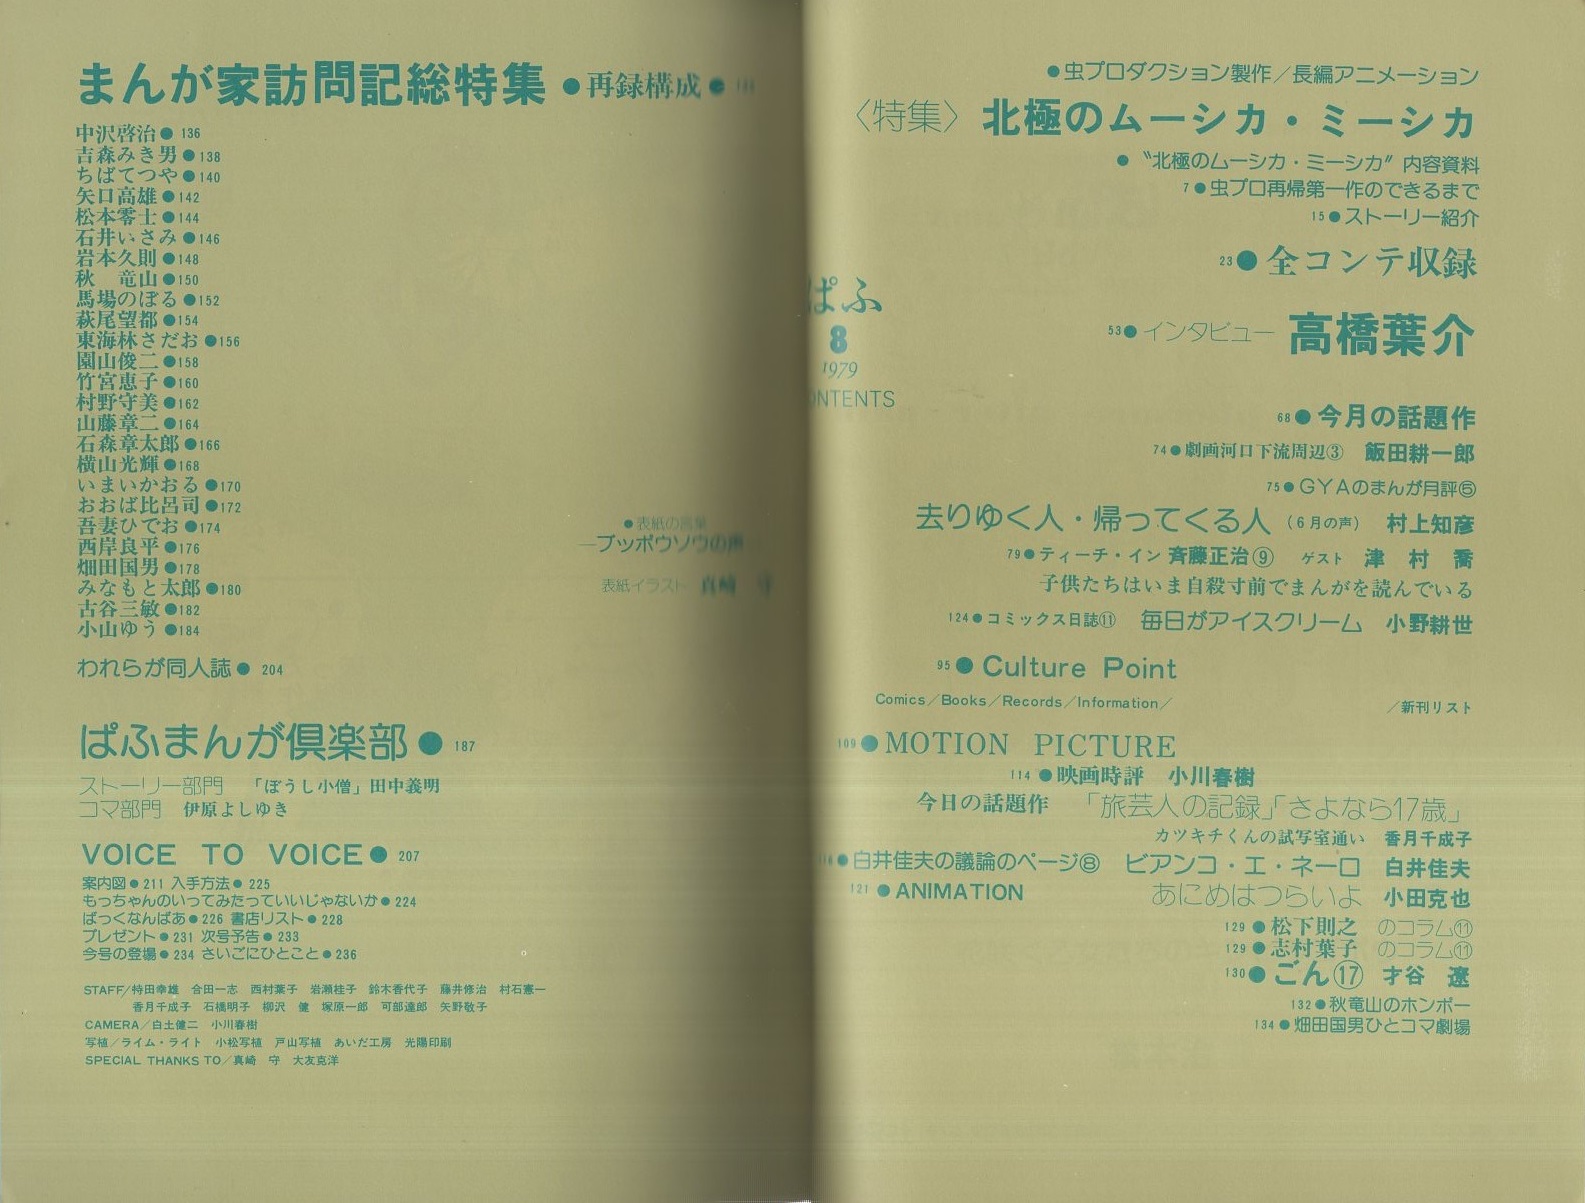 まんが家訪問記総特集●再録構成●
中沢啓治●136
吉森みき男●138
ちばてつや●140
矢口高雄●142
松本零士●144
石井いさみ●146
岩本久則●148
秋　竜山●150
馬場のぼる●152
萩尾望都●154
東海林さだお●156
園山俊二●158
竹宮恵子●160
村野守美●162
山藤章二●164
石森章太郎●166
横山光輝●168
いまいかおる●170
おおば比呂司●172
吾妻ひでお●174
西岸良平●176
畑田国男●178
みなもと太郎●180
古谷三敏●182
小山ゆう●184
われらが同人誌●204
ぱふまんが倶楽部●187
ストーリー部門　「ぼうし小僧」田中義明
コマ部門　伊原よしゆき
VOICE TO VOICE●207
案内図●211 入手方法●225
もっちゃんのいってみたっていいじゃないか●224
ぱっくなんばあ●226 書店リスト●228
プレゼント●231 次号予告●233
今号の登場●234 さいごにひとこと●236
STAFF/特田幸雄　合田一志　西村葉子　岩瀬桂子　鈴木香代子　藤井修治　村石憲一
香月千成子　石橋明子　柳沢　健　塚原一郎　可部達郎　矢野敬子
CAMERA/白土健二　小川春樹
写植/ライム・ライト　小松写植　戸山写植　あいだ工房　光陽印刷
SPECIAL THANKS TO/真崎　守　大友克洋
●表紙の言葉
―ブッポウソウの声
表紙イラスト　真崎　守
ぱふ
8
1979
ONTENTS
●虫プロダクション製作／長編アニメーション
〈特集〉北極のムーシカ・ミーシカ
●〝北極のムーシカ・ミーシカ〟内容資料
7●虫プロ再帰第一作のできるまで
15●ストーリー紹介
23●全コンテ収録
53●インタビュー 高橋葉介
68●今月の話題作
74●劇画河口下流周辺③　飯田耕一郎
75●GYAのまんが月評⑤
去りゆく人・帰ってくる人（6月の声）　村上知彦
79●ティーチ・イン 斉藤正治⑨　ゲスト　津　村　喬
子供たちはいま自殺寸前でまんがを読んでいる
124●コミックス日誌⑪　毎日がアイスクリーム　小野耕世
95●Culture Point
Comics／Books／Records／Information／　／新刊リスト
109●MOTION PICTURE
114●映画時評　小川春樹
今日の話題作　「旅芸人の記録」「さよなら17歳」
カツキチくんの試写室通い　香月千成子
●白井佳夫の議論のページ⑧　ビアンコ・エ・ネーロ　白井佳夫
121●ANIMATION　あにめはつらいよ　小田克也
129●松下則之　のコラム⑪
129●志村葉子　のコラム⑪
130●ごん⑰　才谷　遼
132●秋竜山のホンポー
134●畑田国男ひとコマ劇場